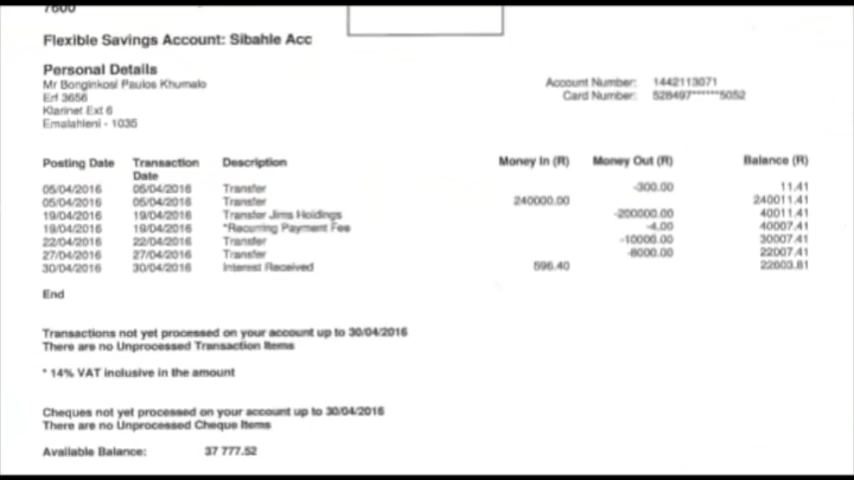 7600
Flexible Savings Account: Sibahle Acc
Personal Details
Mr Bonginkosi Paulos Khumalo
Erf 3656
Klarinet Ext 6
Emalahleni - 1035
Account Number: 1442113071
Card Number: 528497******5052
Posting Date Transaction Date Description Money In (R) Money Out (R) Balance (R)
05/04/2016 05/04/2016 Transfer -300.00 11.41
05/04/2016 05/04/2016 Transfer 240000.00 240011.41
19/04/2016 19/04/2016 Transfer Jims Holdings -200000.00 40011.41
19/04/2016 19/04/2016 *Recurring Payment Fee -4.00 40007.41
22/04/2016 22/04/2016 Transfer -10000.00 30007.41
27/04/2016 27/04/2016 Transfer -8000.00 22007.41
30/04/2016 30/04/2016 Interest Received 596.40 22603.81
End
Transactions not yet processed on your account up to 30/04/2016
There are no Unprocessed Transaction Items
* 14% VAT inclusive in the amount
Cheques not yet processed on your account up to 30/04/2016
There are no Unprocessed Cheque Items
Available Balance: 37 777.52